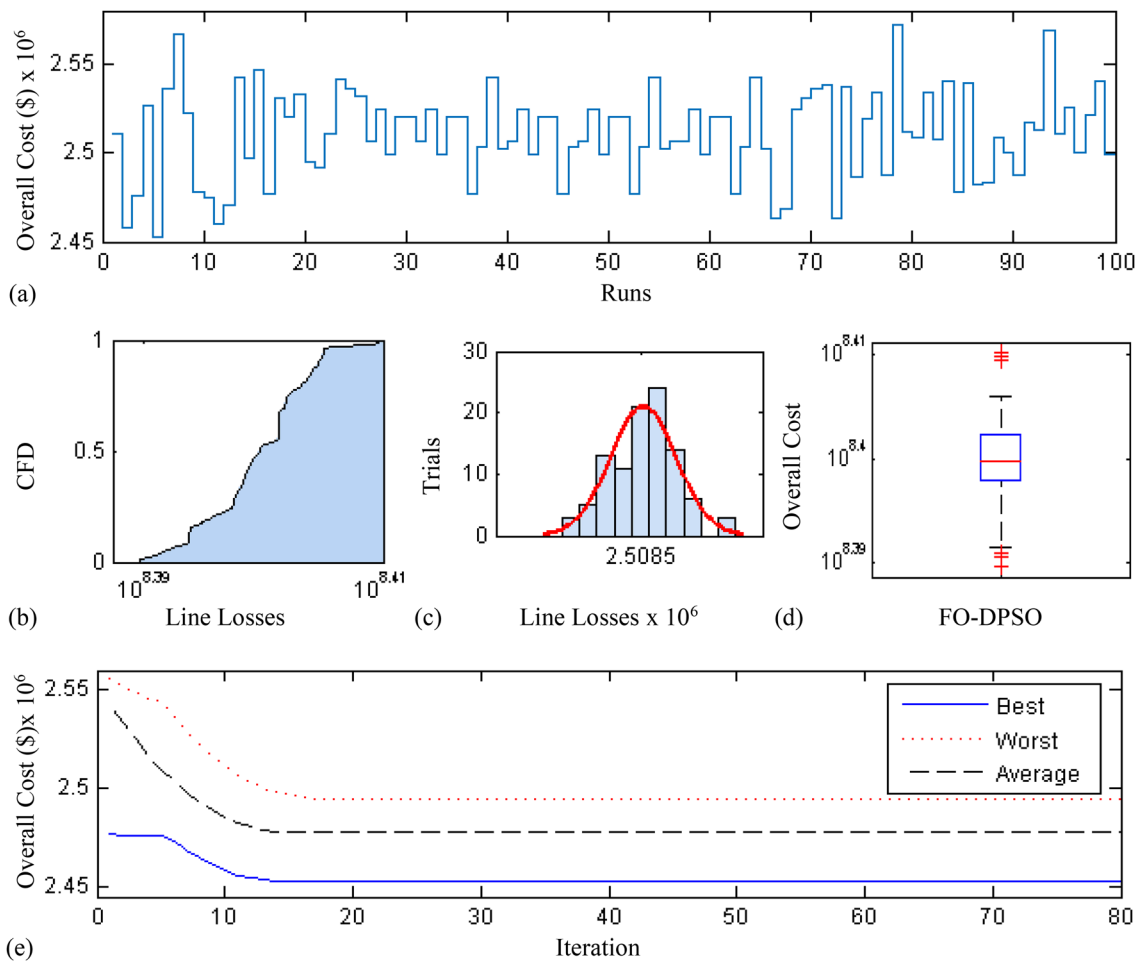 Overall Cost ($) x 10⁶
2.55
2.5
2.45
0 10 20 30 40 50 60 70 80 90 100
Runs
(a)
CFD
1
0.5
0
10^8.39 10^8.41
Line Losses
(b)
Trials
30
20
10
0
2.5085
Line Losses x 10⁶
(c)
Overall Cost
10^8.41
10^8.4
10^8.39
FO-DPSO
(d)
Overall Cost ($)x 10⁶
2.55
2.5
2.45
Best
Worst
Average
0 10 20 30 40 50 60 70 80
Iteration
(e)